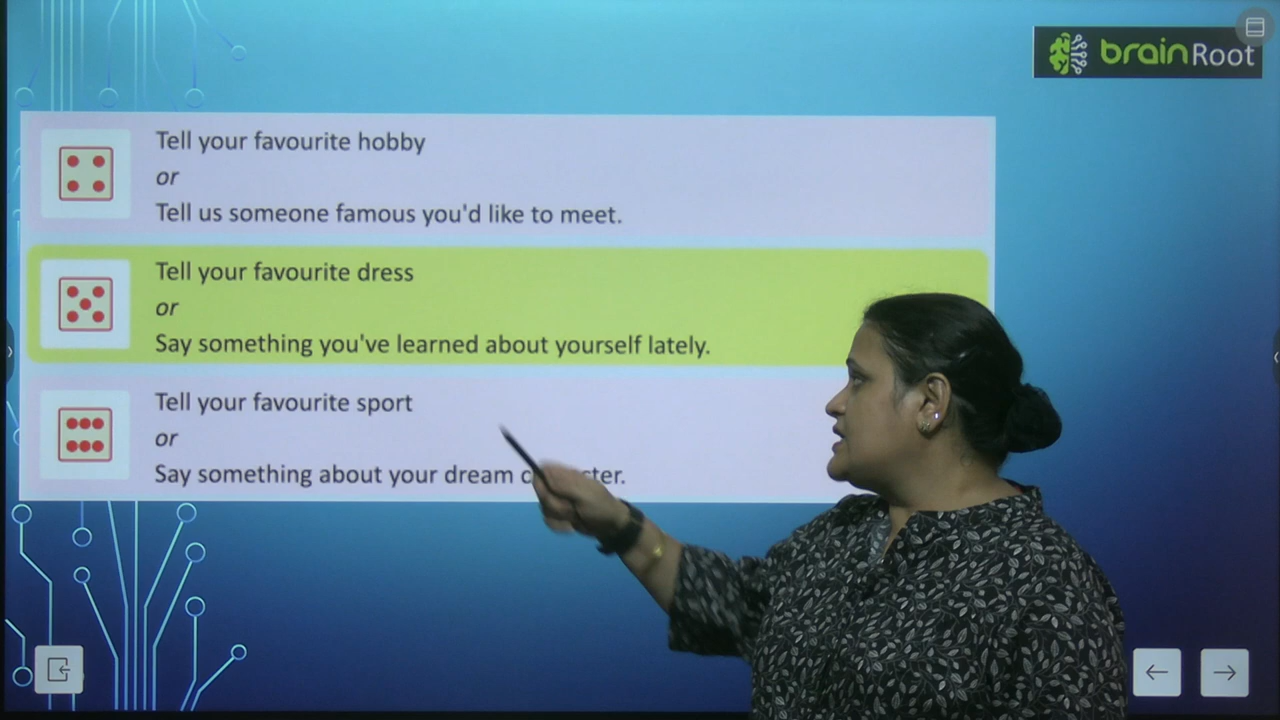 brainRoot
Tell your favourite hobby
or
Tell us someone famous you'd like to meet.
Tell your favourite dress
or
Say something you've learned about yourself lately.
Tell your favourite sport
or
Say something about your dream